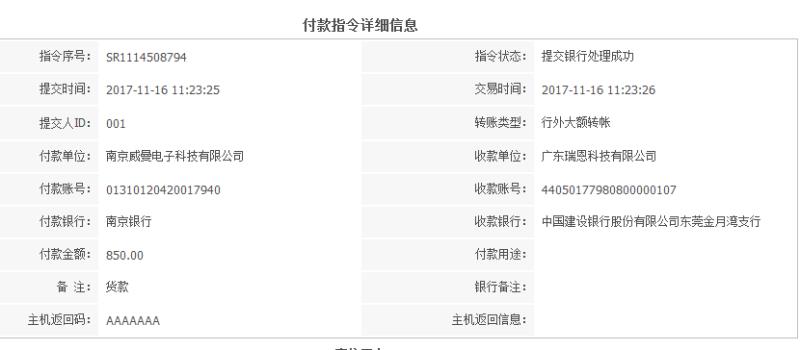 付款指令详细信息
指令序号: SR1114508794 指令状态: 提交银行处理成功
提交时间: 2017-11-16 11:23:25 交易时间: 2017-11-16 11:23:26
提交人ID: 001 转账类型: 行外大额转帐
付款单位: 南京威曼电子科技有限公司 收款单位: 广东瑞恩科技有限公司
付款账号: 01310120420017940 收款账号: 44050177980800000107
付款银行: 南京银行 收款银行: 中国建设银行股份有限公司东莞金月湾支行
付款金额: 850.00 付款用途:
备 注: 货款 银行备注:
主机返回码: AAAAAAA 主机返回信息: